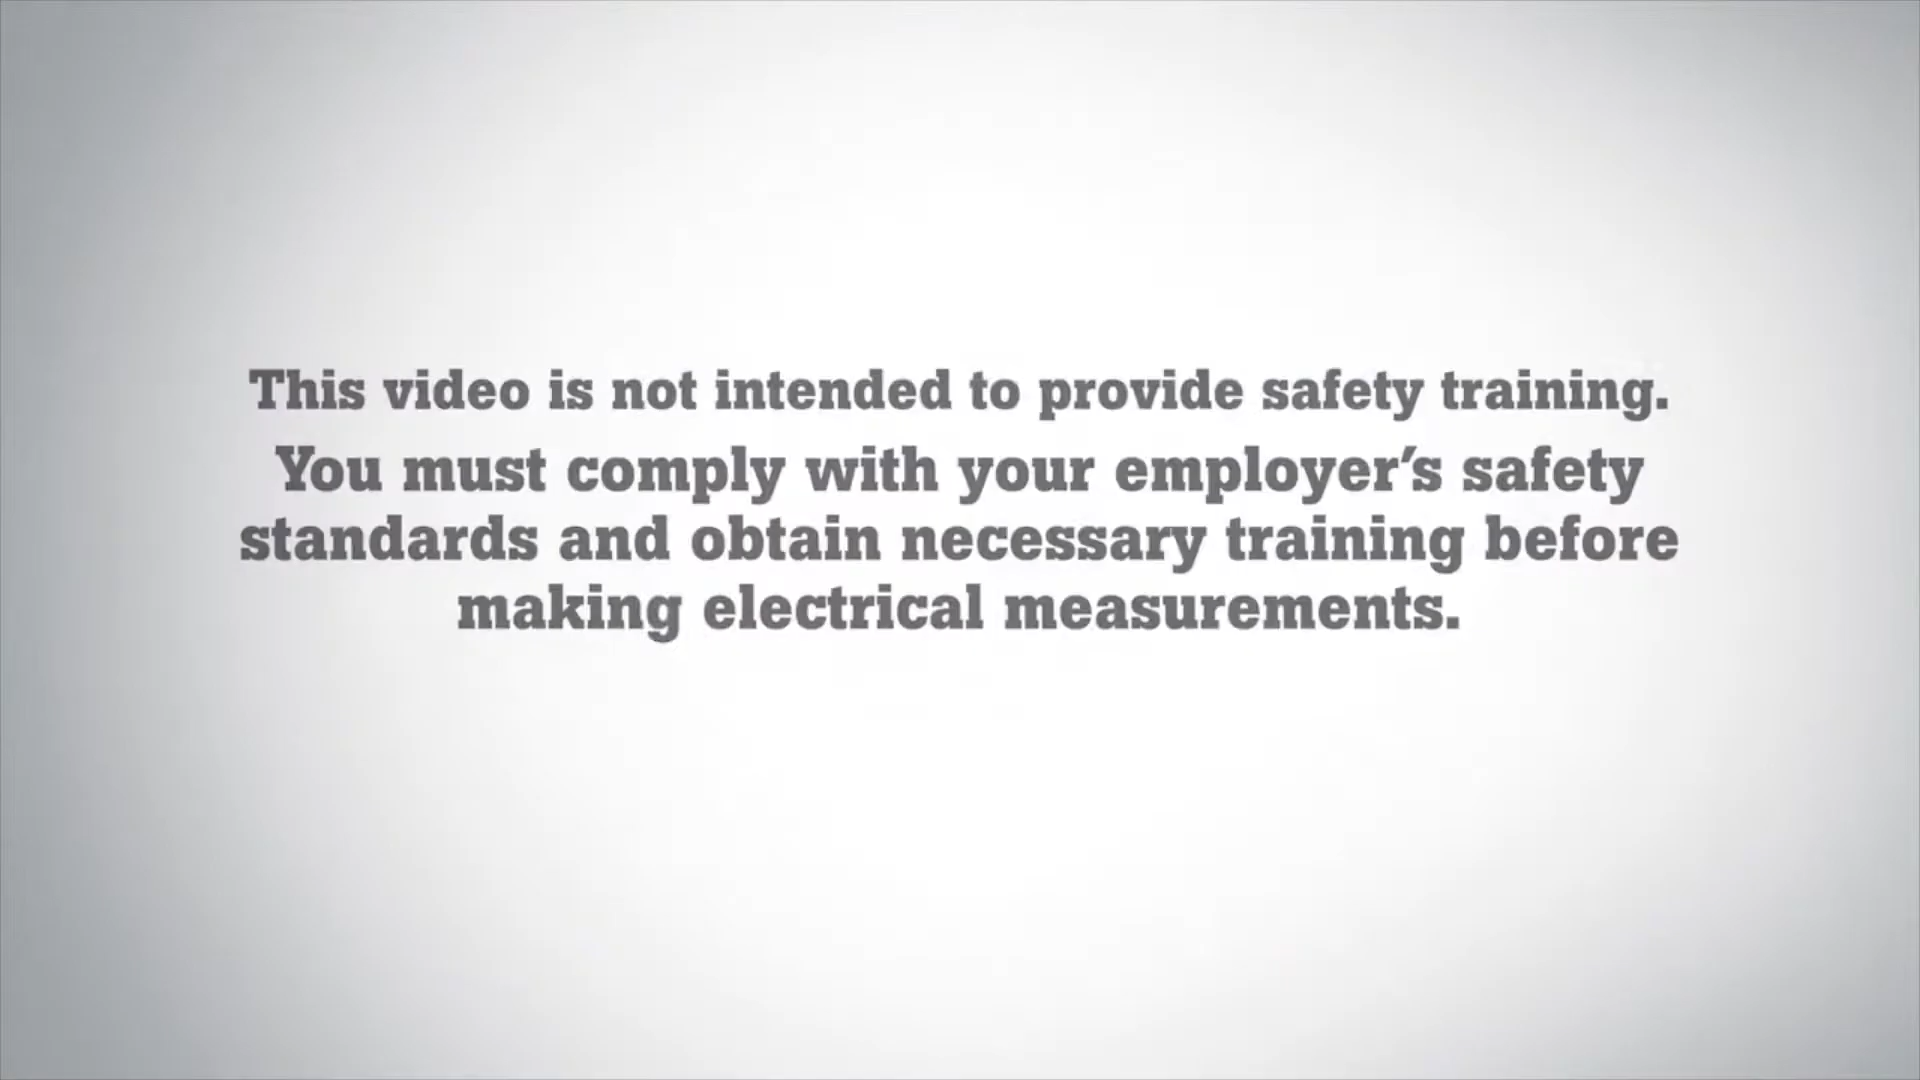 This video is not intended to provide safety training.
You must comply with your employer’s safety
standards and obtain necessary training before
making electrical measurements.